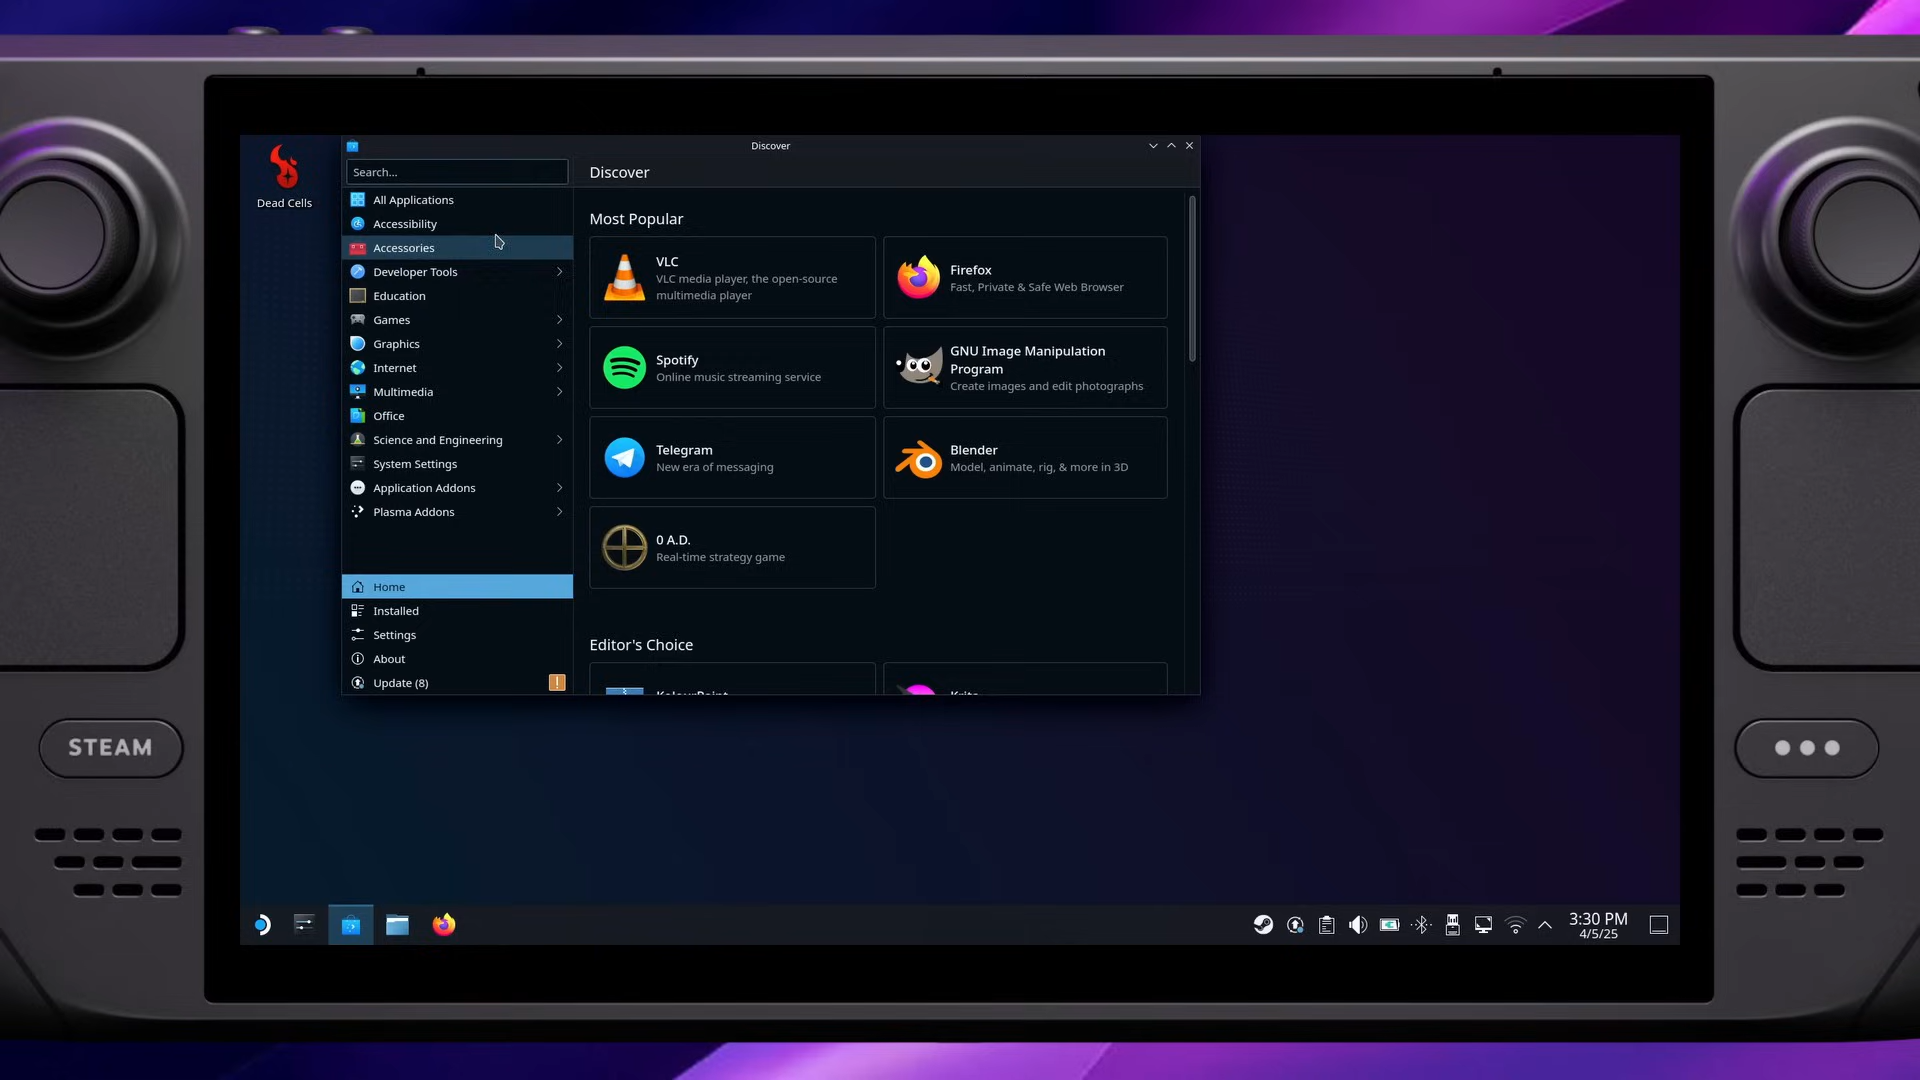 Discover
Dead Cells
Search...
Discover
All Applications
Accessibility
Accessories
Developer Tools
Education
Games
Graphics
Internet
Multimedia
Office
Science and Engineering
System Settings
Application Addons
Plasma Addons
Home
Installed
Settings
About
Update (8)
Most Popular
VLC
VLC media player, the open-source
multimedia player
Firefox
Fast, Private & Safe Web Browser
Spotify
Online music streaming service
GNU Image Manipulation
Program
Create images and edit photographs
Telegram
New era of messaging
Blender
Model, animate, rig, & more in 3D
0 A.D.
Real-time strategy game
Editor's Choice
KolourPaint
Krita
STEAM
3:30 PM
4/5/25